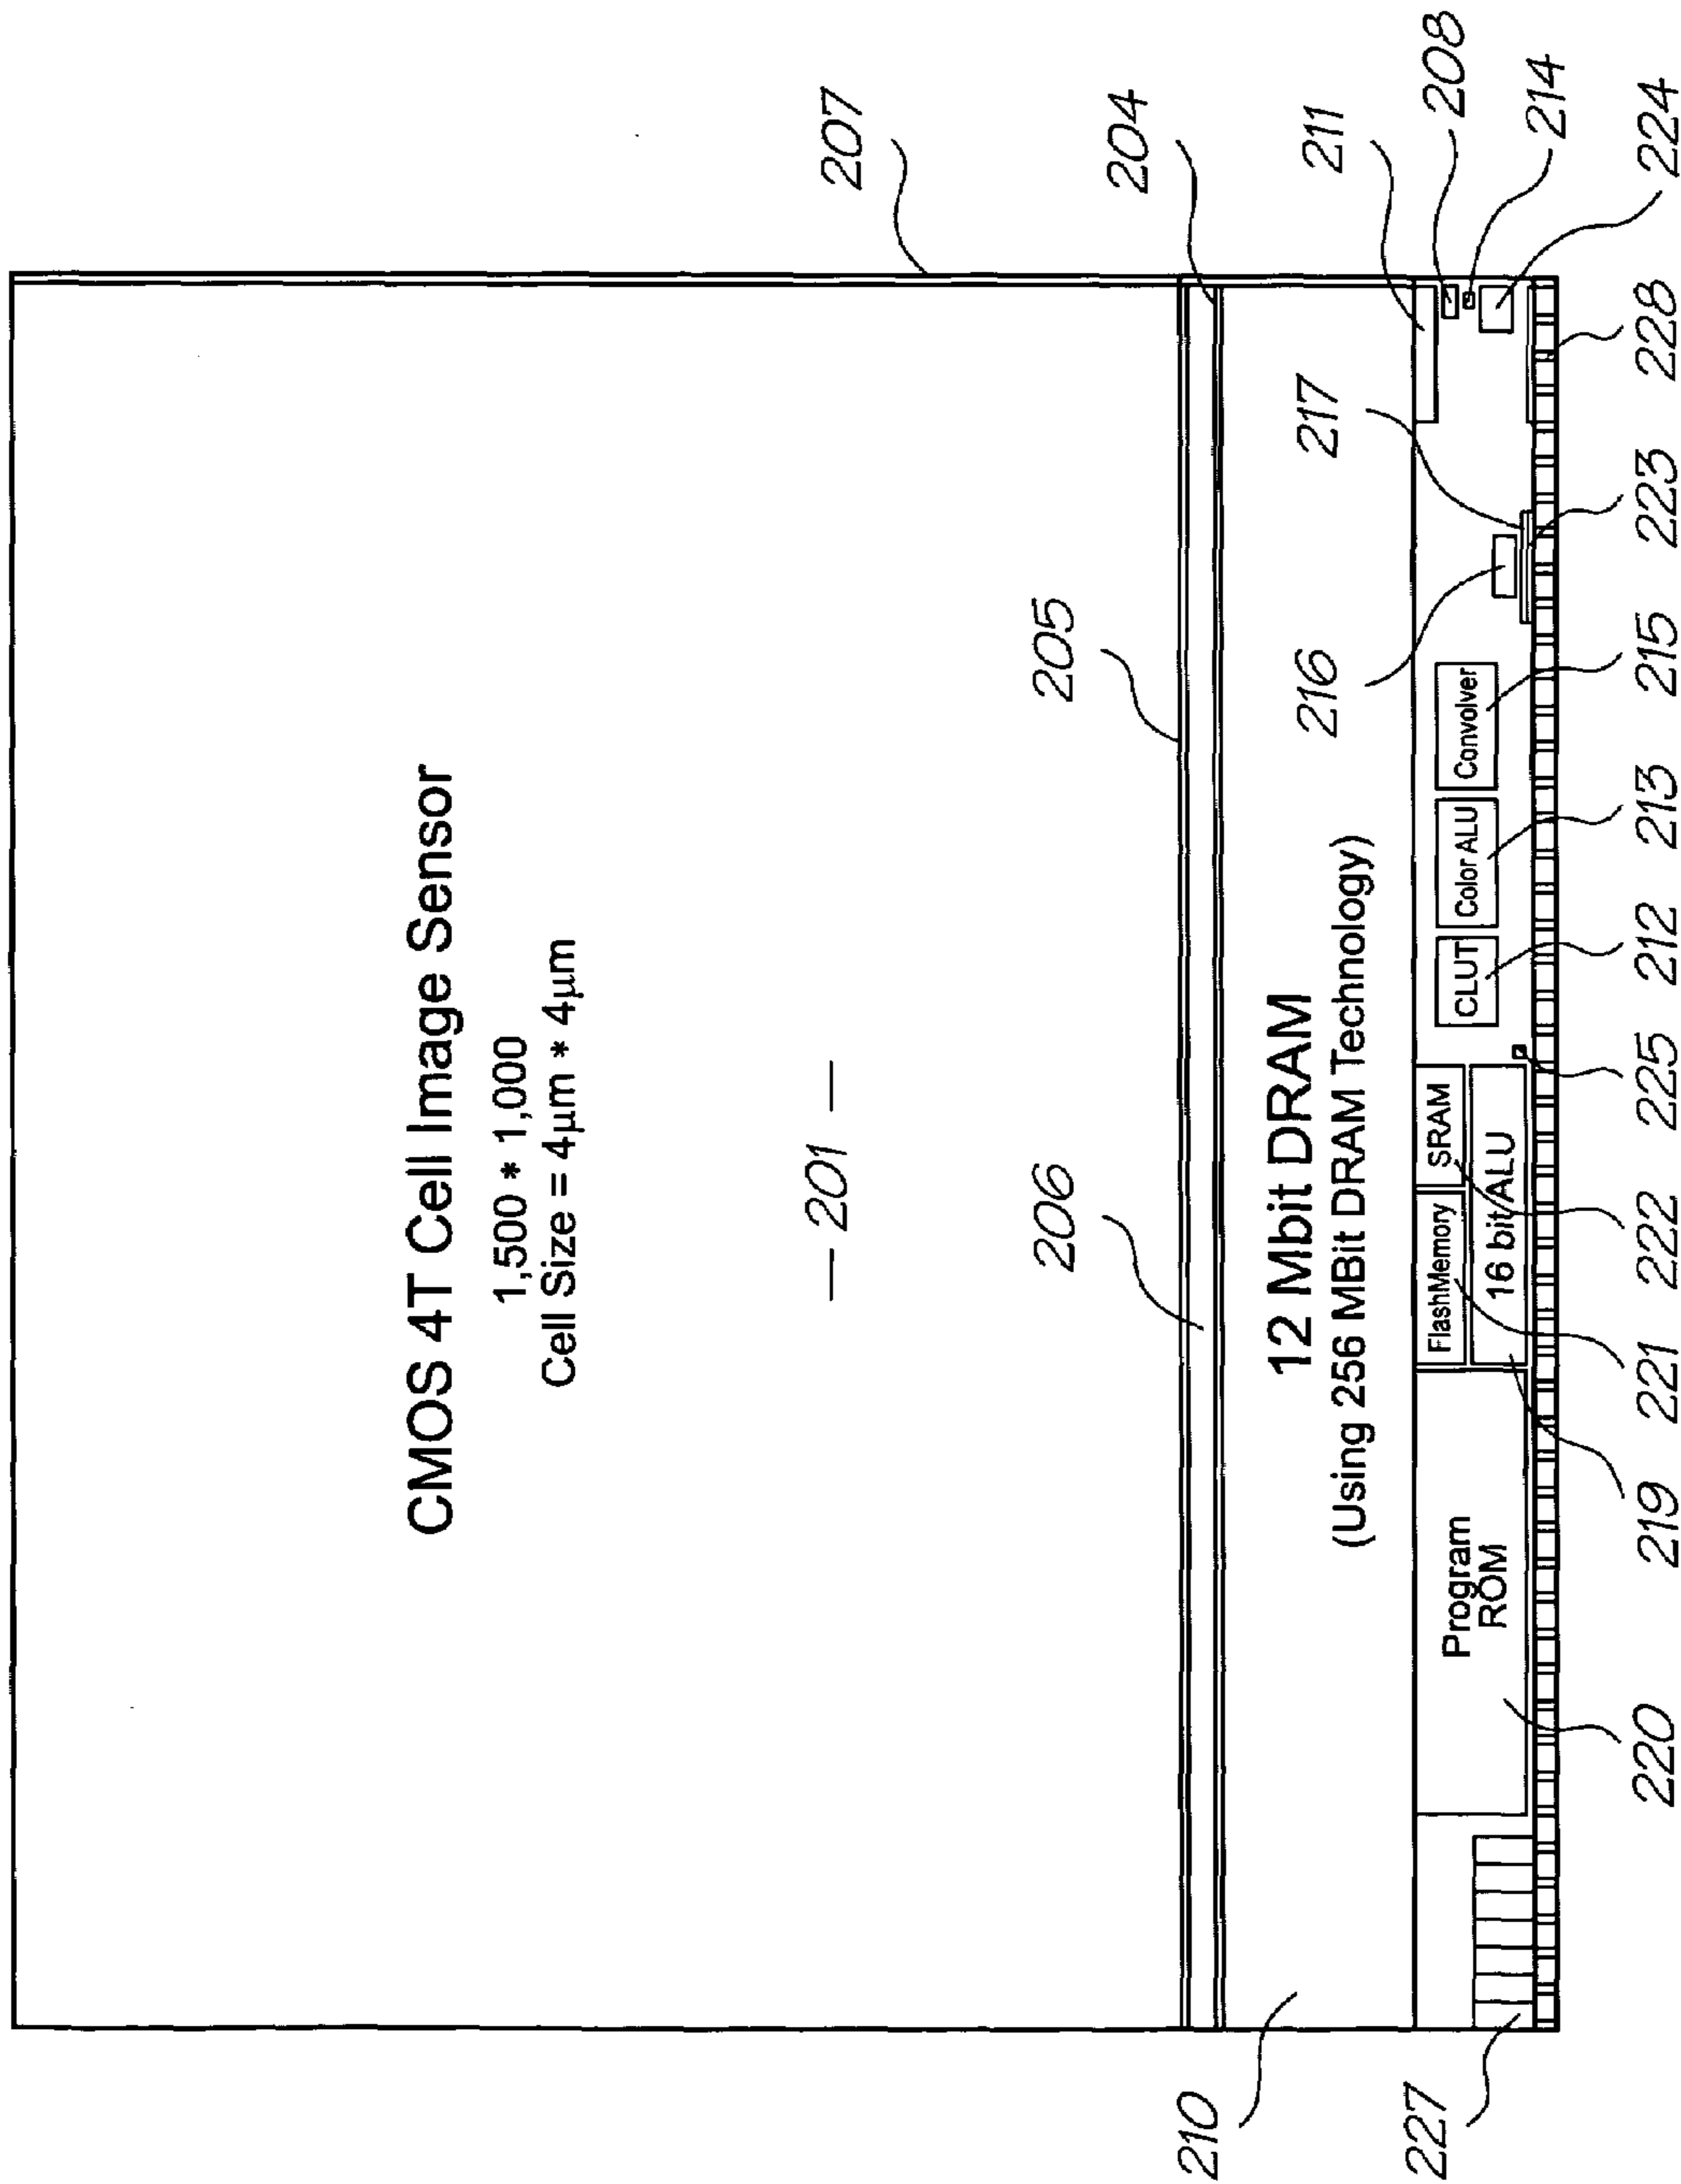 CMOS 4T Cell Image Sensor
1,500 * 1,000
Cell Size = 4µm * 4µm
— 201 —
207
205
206
204
210
12 Mbit DRAM
(Using 256 MBit DRAM Technology)
216
217
211
208
214
224
Program
ROM
FlashMemory
SRAM
16 bit ALU
CLUT
Color ALU
Convolver
227
220
219
221
222
225
212
213
215
223
228